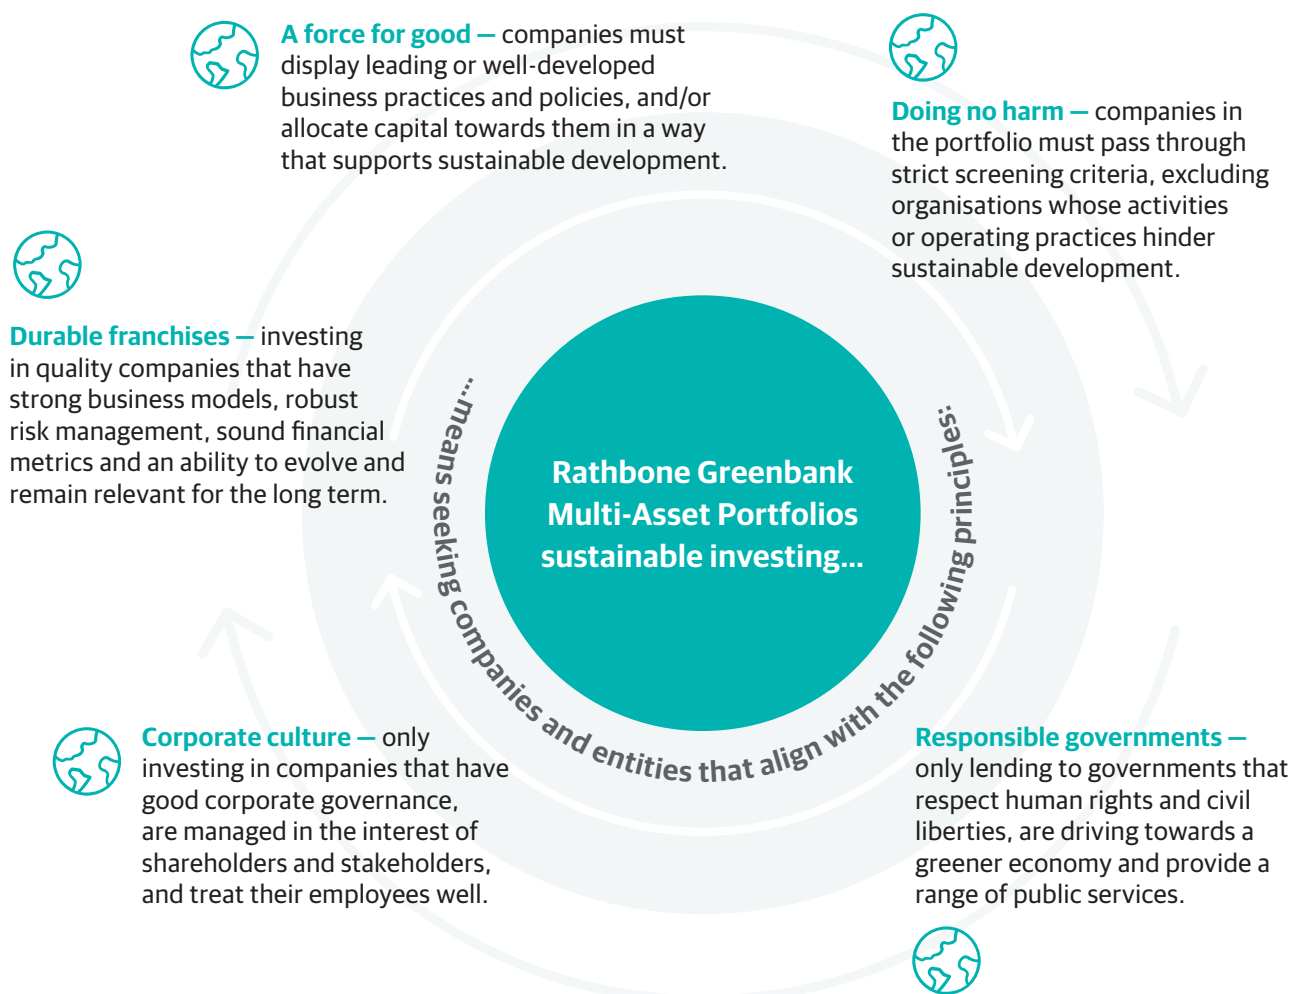 A force for good — companies must
display leading or well-developed
business practices and policies, and/or
allocate capital towards them in a way
that supports sustainable development.
Doing no harm — companies in
the portfolio must pass through
strict screening criteria, excluding
organisations whose activities
or operating practices hinder
sustainable development.
Durable franchises — investing
in quality companies that have
strong business models, robust
risk management, sound financial
metrics and an ability to evolve and
remain relevant for the long term.
Rathbone Greenbank
Multi-Asset Portfolios
sustainable investing...
...means seeking companies and entities that align with the following principles:
Corporate culture — only
investing in companies that have
good corporate governance,
are managed in the interest of
shareholders and stakeholders,
and treat their employees well.
Responsible governments —
only lending to governments that
respect human rights and civil
liberties, are driving towards a
greener economy and provide a
range of public services.